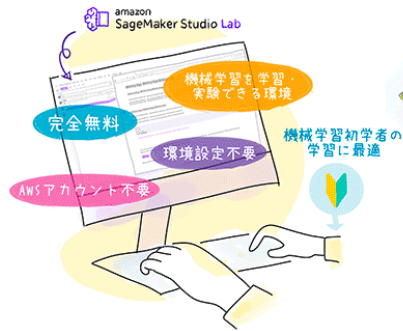 amazon
SageMaker Studio Lab
機械学習を学習・
実験できる環境
完全無料
環境設定不要
機械学習初学者の
学習に最適
AWSアカウント不要